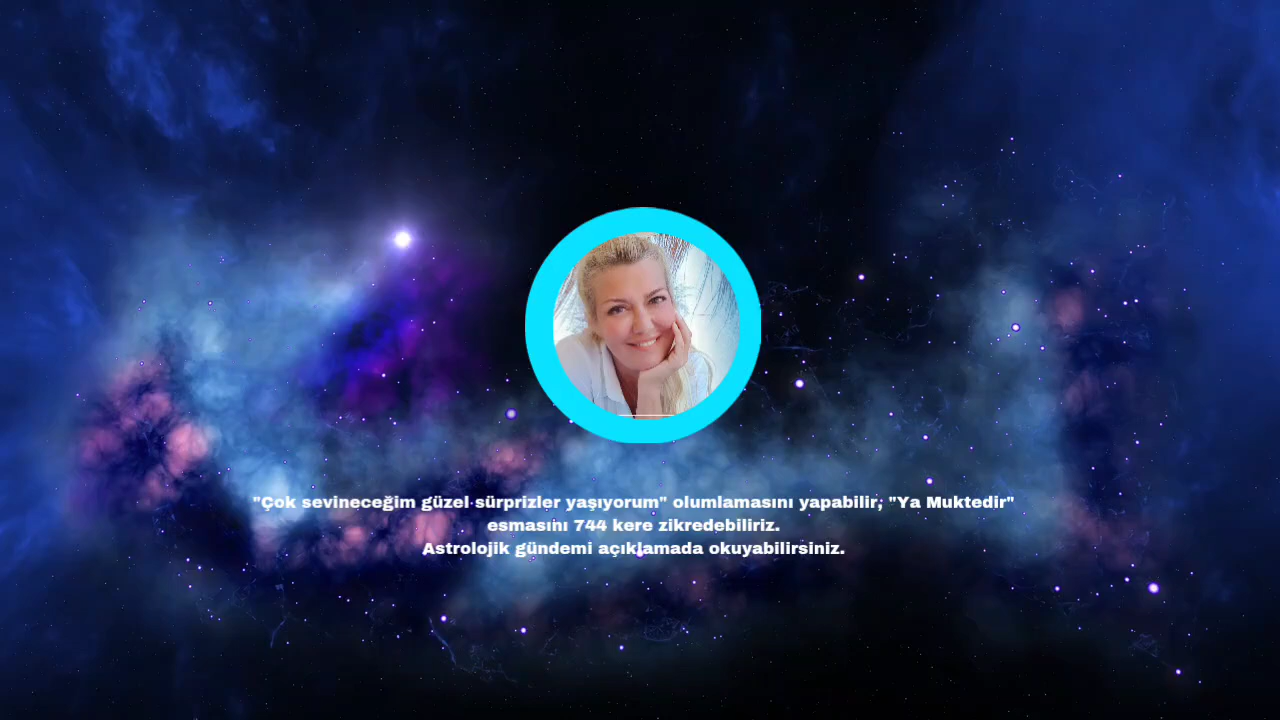 "Çok sevineceğim güzel sürprizler yaşıyorum" olumlamasını yapabilir, "Ya Muktedir"
esmasını 744 kere zikredebiliriz.
Astrolojik gündemi açıklamada okuyabilirsiniz.